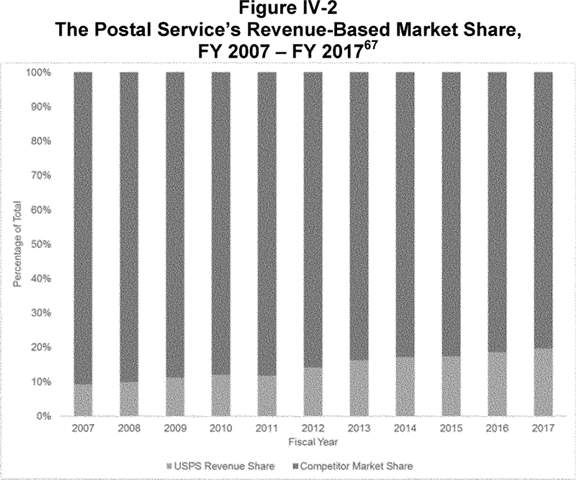 Figure IV-2
The Postal Service’s Revenue-Based Market Share,
FY 2007 – FY 2017⁶⁷
100%
90%
80%
70%
60%
50%
40%
30%
20%
10%
0%
Percentage of Total
2007 2008 2009 2010 2011 2012 2013 2014 2015 2016 2017
Fiscal Year
USPS Revenue Share Competitor Market Share